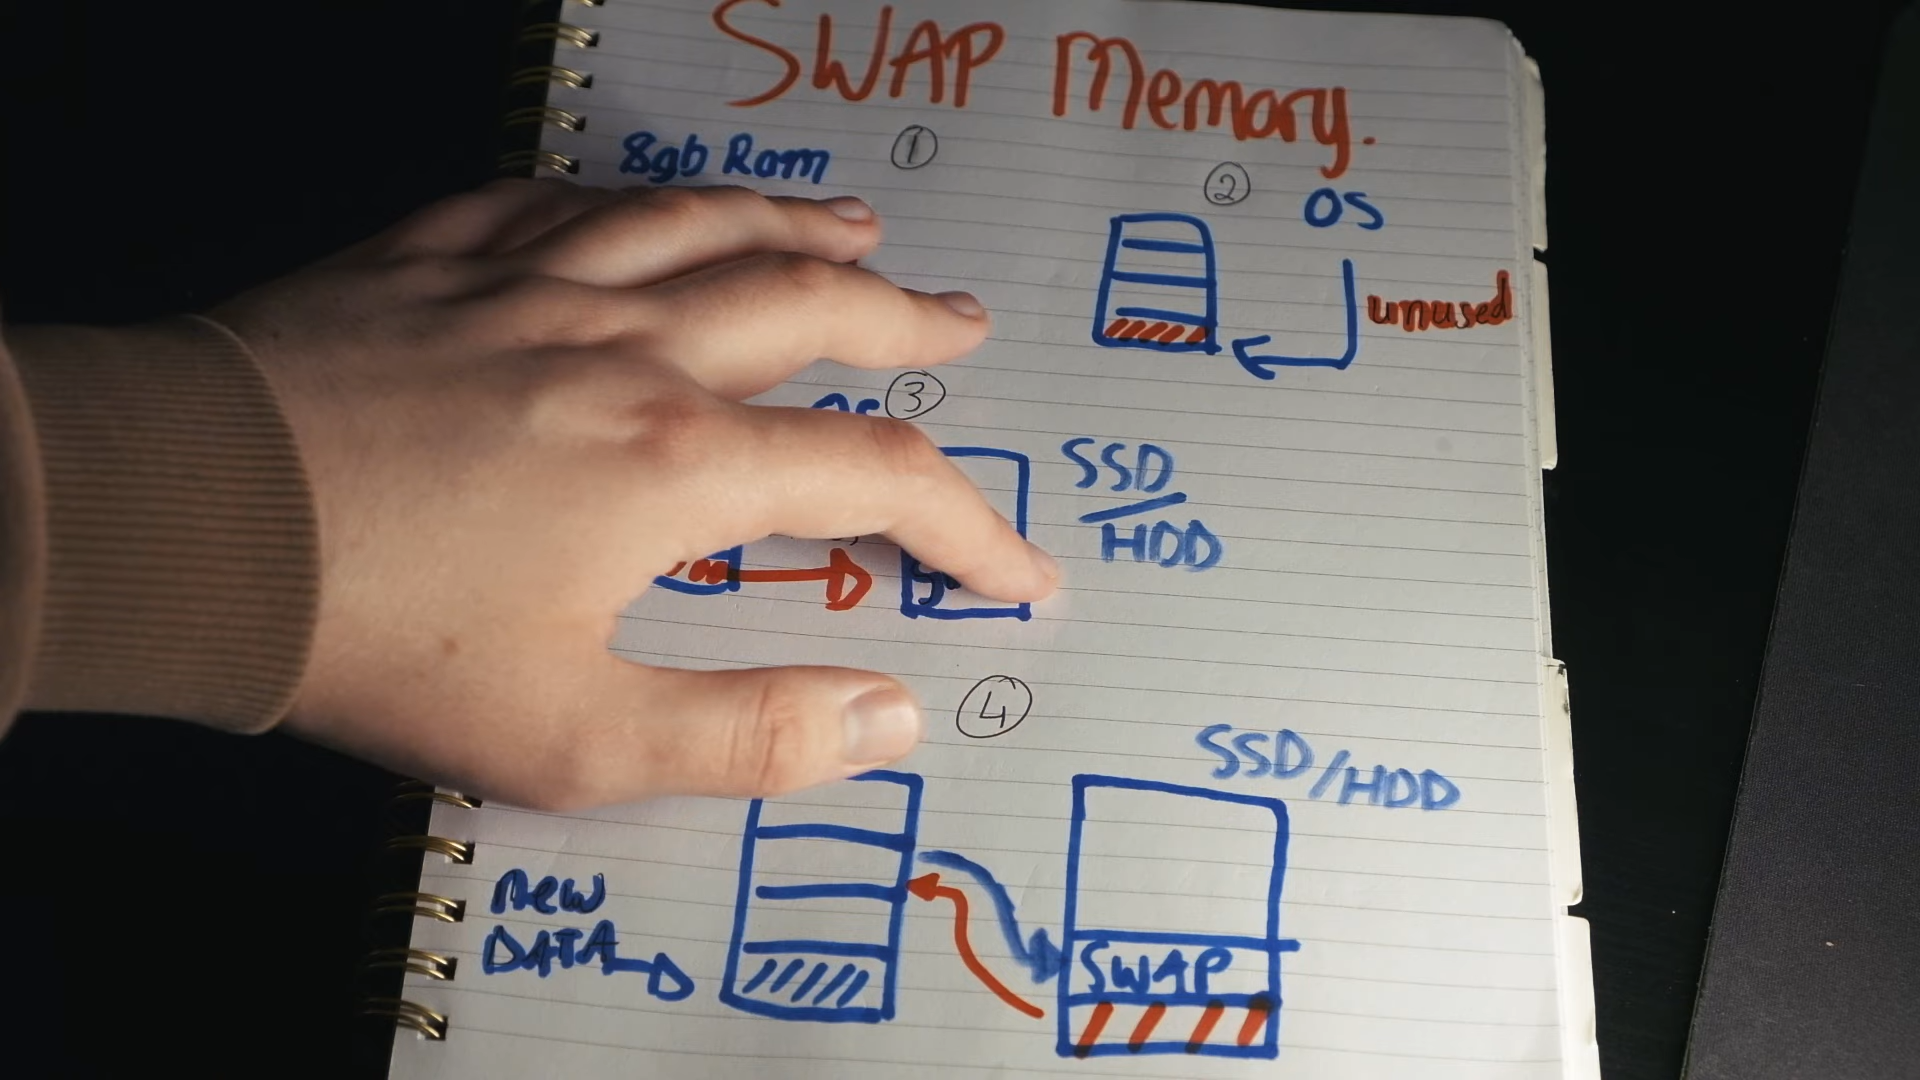 SWAP Memory.
8gb Ram
1
2
OS
unused
3
SSD
/
HDD
4
SSD/HDD
new
DATA
SWAP